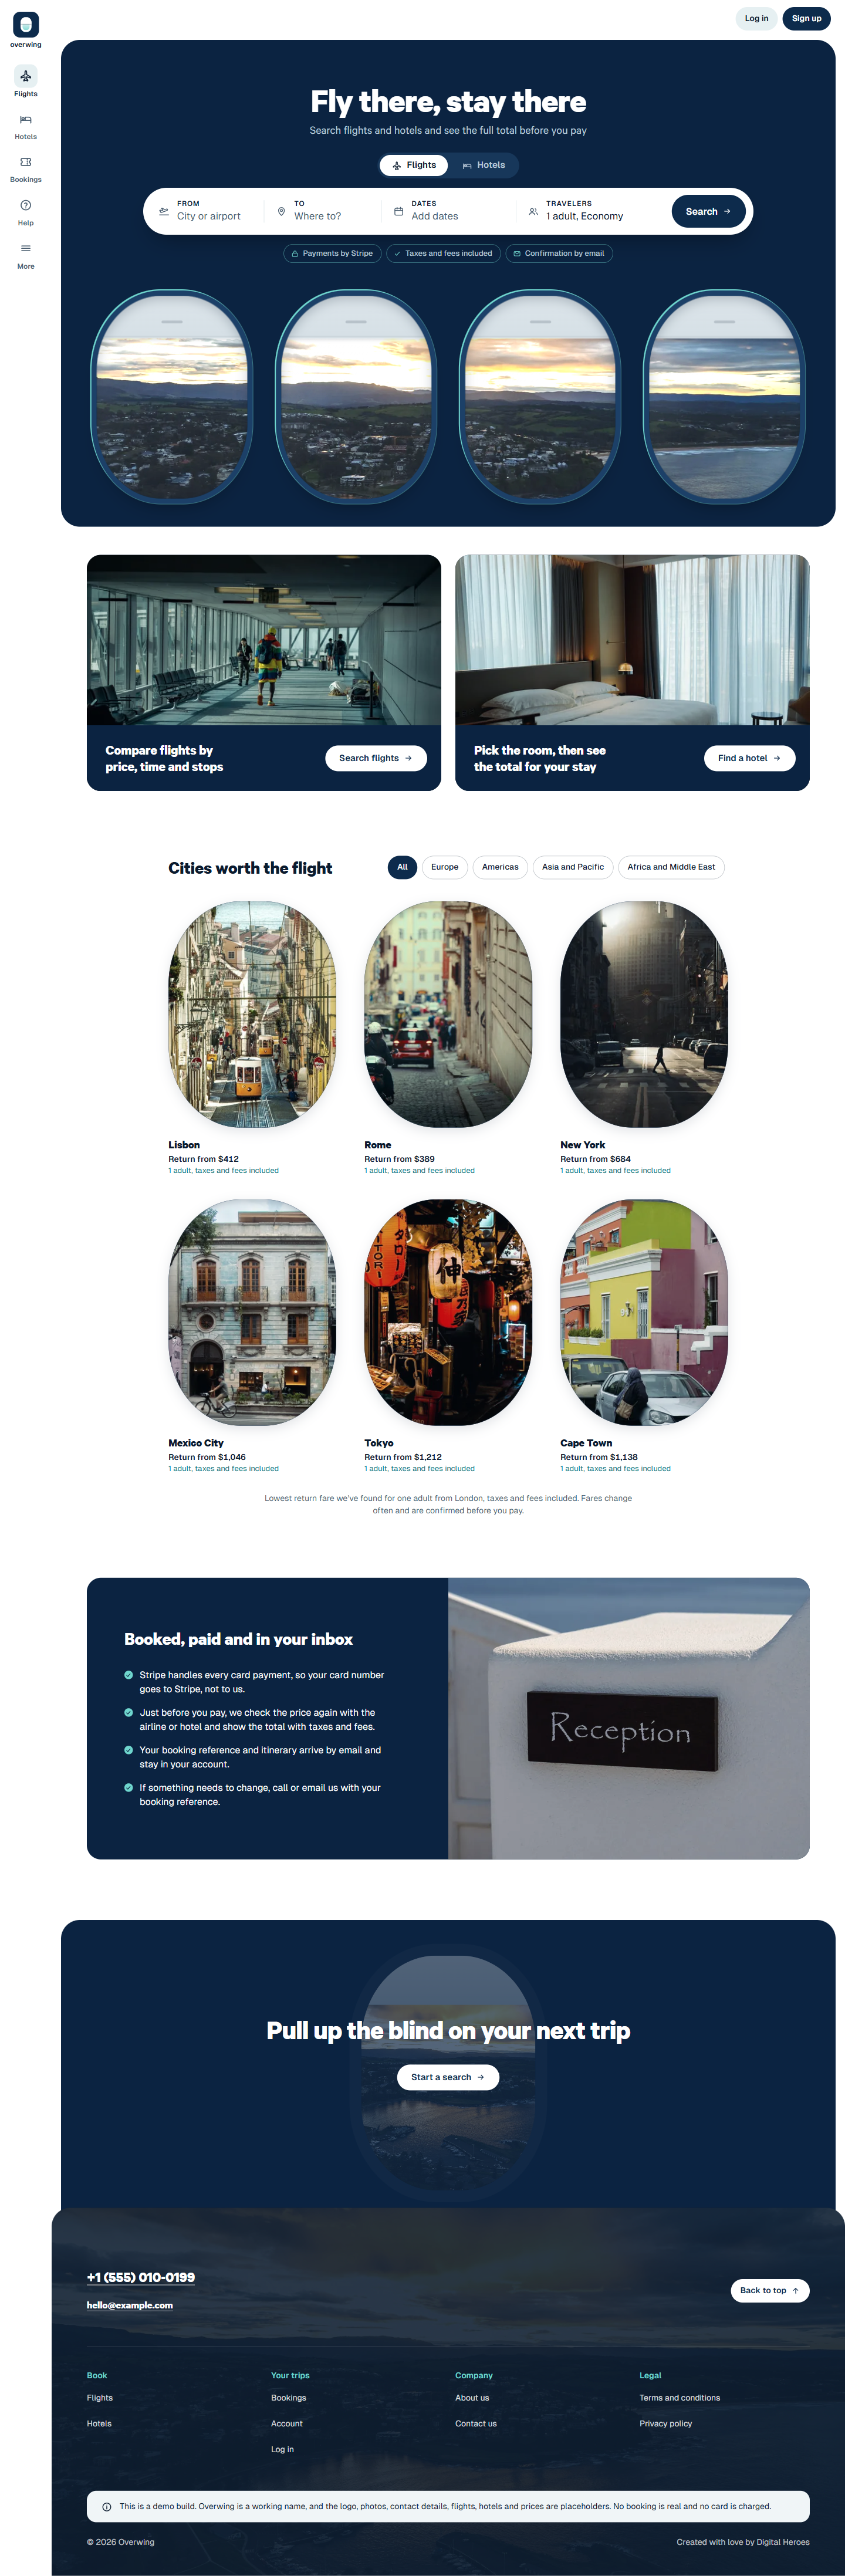 overwing
Log in
Sign up
Flights
Hotels
Bookings
Help
More
Fly there, stay there
Search flights and hotels and see the full total before you pay
Flights
Hotels
FROM
City or airport
TO
Where to?
DATES
Add dates
TRAVELERS
1 adult, Economy
Search
Payments by Stripe
Taxes and fees included
Confirmation by email
Compare flights by
price, time and stops
Search flights
Pick the room, then see
the total for your stay
Find a hotel
Cities worth the flight
All
Europe
Americas
Asia and Pacific
Africa and Middle East
Lisbon
Return from $412
1 adult, taxes and fees included
Rome
Return from $389
1 adult, taxes and fees included
New York
Return from $684
1 adult, taxes and fees included
Mexico City
Return from $1,046
1 adult, taxes and fees included
Tokyo
Return from $1,212
1 adult, taxes and fees included
Cape Town
Return from $1,138
1 adult, taxes and fees included
Lowest return fare we've found for one adult from London, taxes and fees included. Fares change
often and are confirmed before you pay.
Booked, paid and in your inbox
Stripe handles every card payment, so your card number
goes to Stripe, not to us.
Just before you pay, we check the price again with the
airline or hotel and show the total with taxes and fees.
Your booking reference and itinerary arrive by email and
stay in your account.
If something needs to change, call or email us with your
booking reference.
Reception
Pull up the blind on your next trip
Start a search
+1 (555) 010-0199
hello@example.com
Back to top
Book
Flights
Hotels
Your trips
Bookings
Account
Log in
Company
About us
Contact us
Legal
Terms and conditions
Privacy policy
This is a demo build. Overwing is a working name, and the logo, photos, contact details, flights, hotels and prices are placeholders. No booking is real and no card is charged.
© 2026 Overwing
Created with love by Digital Heroes